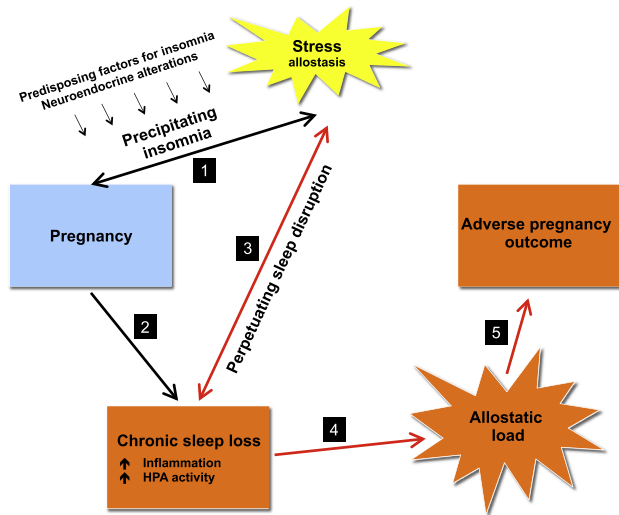 Stress
allostasis
Predisposing factors for insomnia
Neuroendocrine alterations
Precipitating
insomnia
1
Pregnancy
3
Perpetuating sleep disruption
Adverse pregnancy
outcome
2
5
Chronic sleep loss
Inflammation
HPA activity
4
Allostatic
load